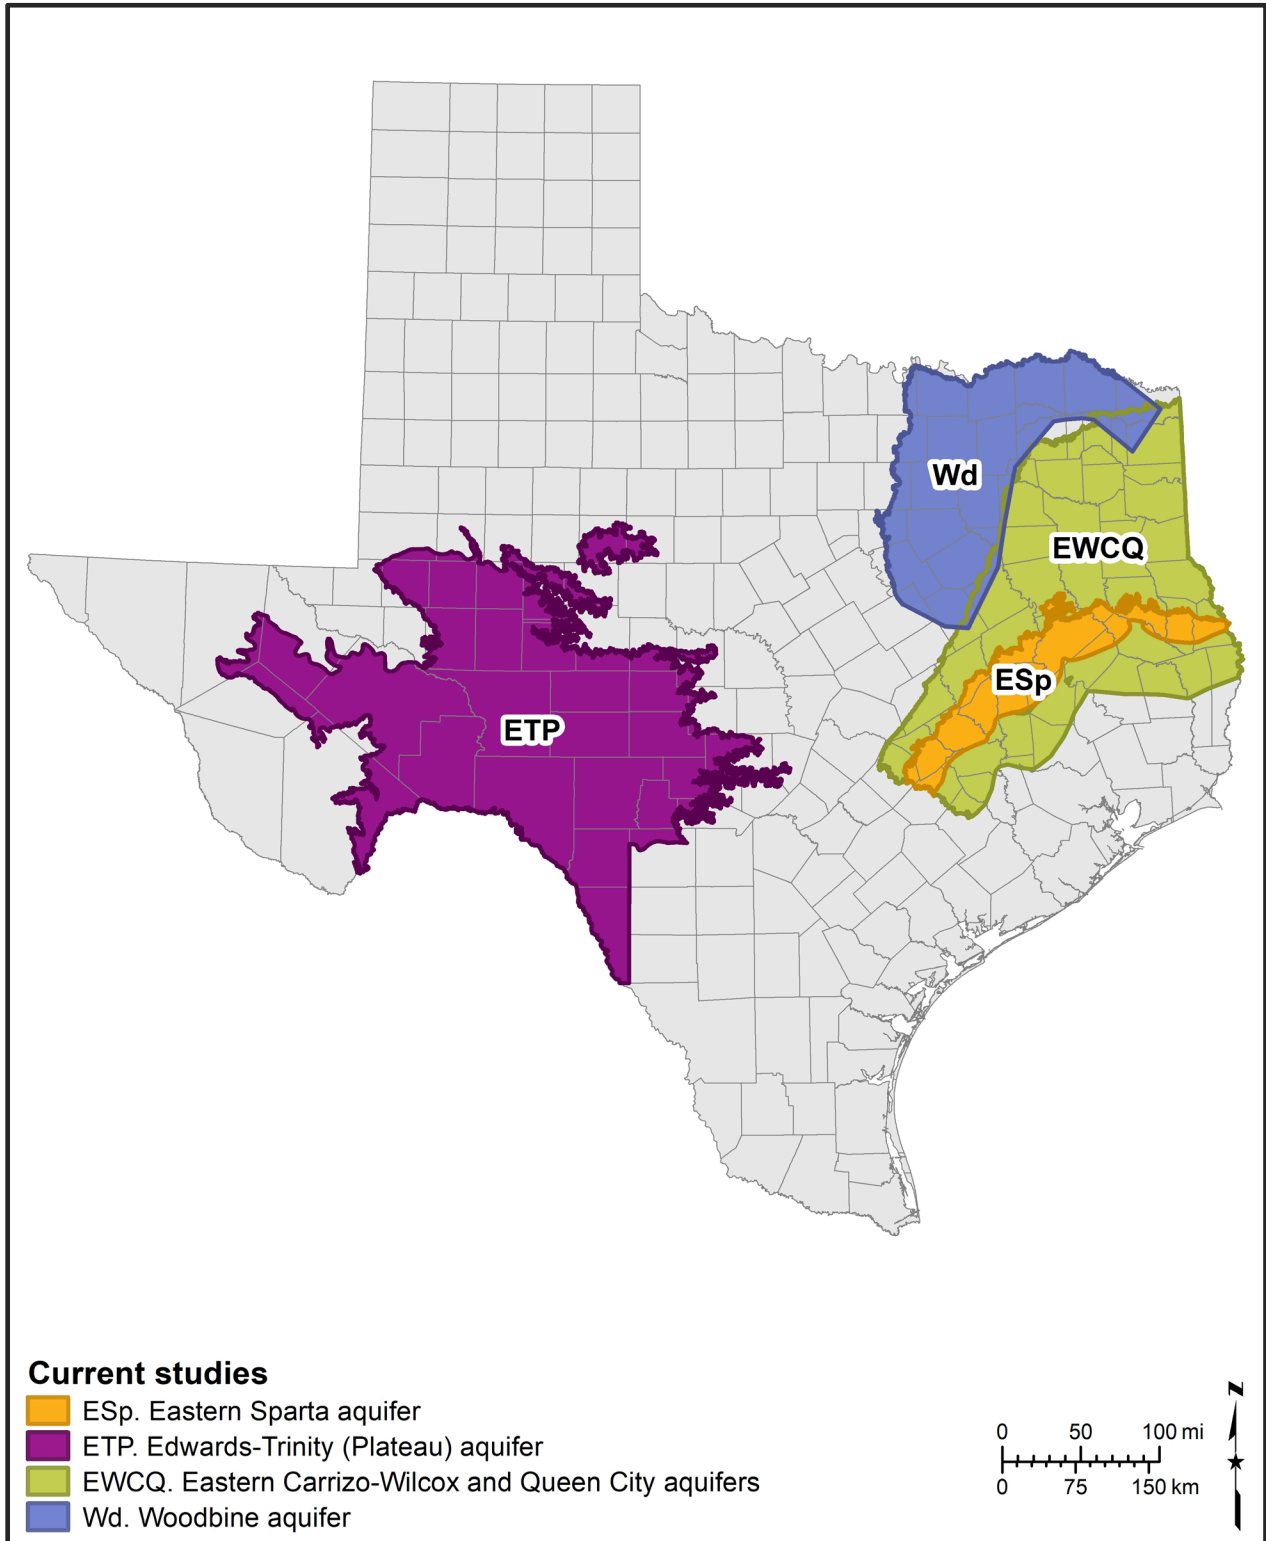 Wd
EWCQ
ESp
ETP
Current studies
ESp. Eastern Sparta aquifer
ETP. Edwards-Trinity (Plateau) aquifer
EWCQ. Eastern Carrizo-Wilcox and Queen City aquifers
Wd. Woodbine aquifer
0 50 100 mi
0 75 150 km
N